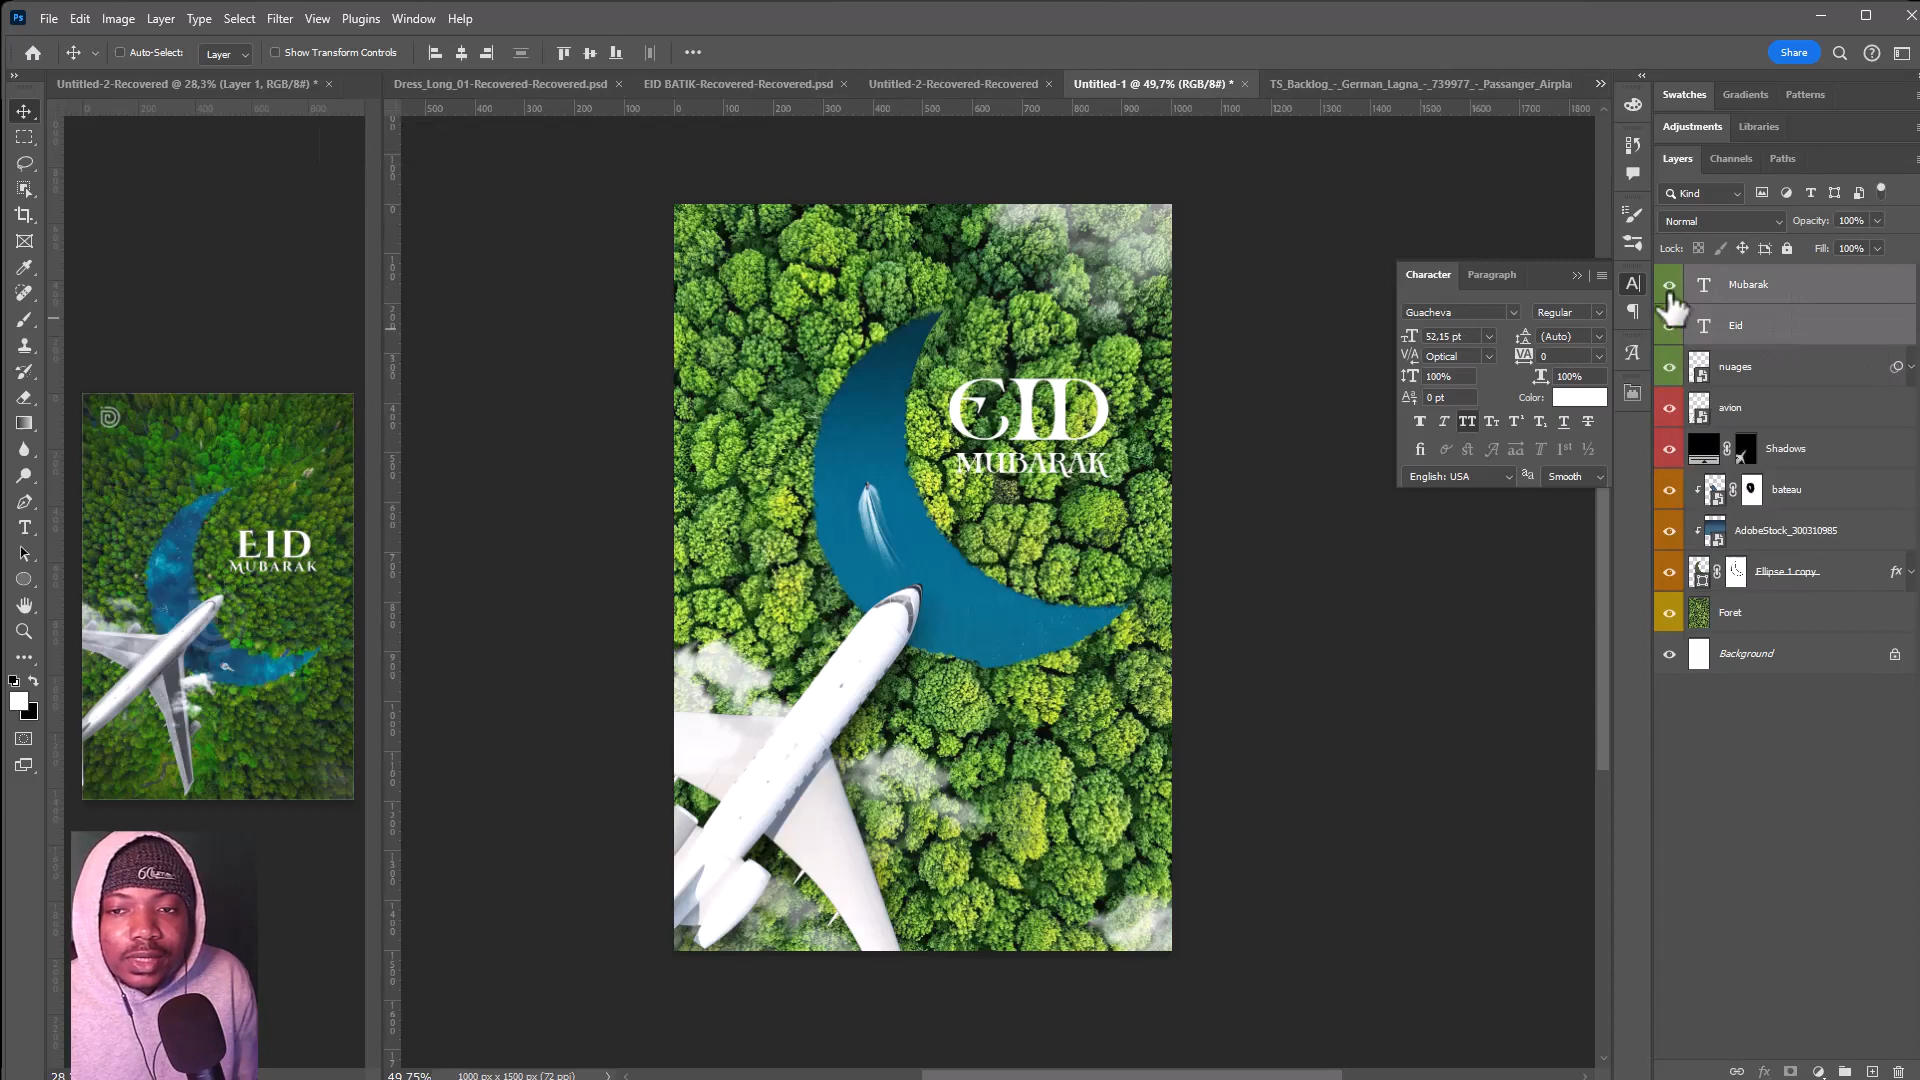 Ps File Edit Image Layer Type Select Filter View Plugins Window Help
Auto-Select: Layer Show Transform Controls Share
Untitled-2-Recovered @ 28,3% (Layer 1, RGB/8#) * Dress_Long_01-Recovered-Recovered.psd EID BATIK-Recovered-Recovered.psd Untitled-2-Recovered-Recovered Untitled-1 @ 49,7% (RGB/8#) * TS_Backlog_-_German_Lagna_-_739977_-_Passanger_Airpla
Swatches Gradients Patterns
Adjustments Libraries
Layers Channels Paths
Kind
Normal Opacity: 100%
Lock: Fill: 100%
Mubarak
Eid
nuages
avion
Shadows
bateau
AdobeStock_300310985
Ellipse 1 copy
fx
Foret
Background
Character Paragraph
Guacheva Regular
52,15 pt (Auto)
Optical 0
100% 100%
0 pt Color:
English: USA Smooth
EID
MUBARAK
EID
MUBARAK
49,75% 1000 px x 1500 px (72 ppi)